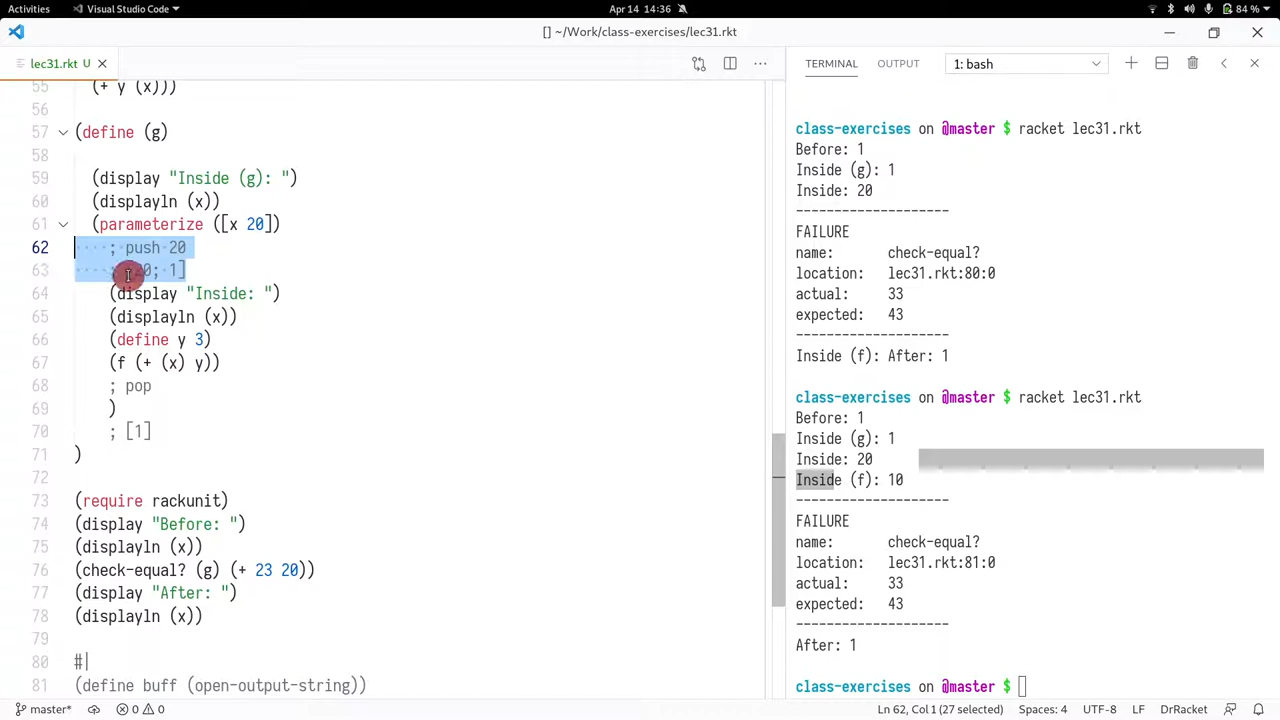 Activities
Visual Studio Code
Apr 14 14:36
84 %
[] ~/Work/class-exercises/lec31.rkt
lec31.rkt U
TERMINAL
OUTPUT
1: bash
55 (+ y (x)))
56
57 (define (g)
58
59 (display "Inside (g): ")
60 (displayln (x))
61 (parameterize ([x 20])
62 ; push 20
63 ; 1]
64 (display "Inside: ")
65 (displayln (x))
66 (define y 3)
67 (f (+ (x) y))
68 ; pop
69 )
70 ; [1]
71 )
72
73 (require rackunit)
74 (display "Before: ")
75 (displayln (x))
76 (check-equal? (g) (+ 23 20))
77 (display "After: ")
78 (displayln (x))
79
80 #|
81 (define buff (open-output-string))
class-exercises on @master $ racket lec31.rkt
Before: 1
Inside (g): 1
Inside: 20
--------------------
FAILURE
name: check-equal?
location: lec31.rkt:80:0
actual: 33
expected: 43
--------------------
Inside (f): After: 1
class-exercises on @master $ racket lec31.rkt
Before: 1
Inside (g): 1
Inside: 20
Inside (f): 10
--------------------
FAILURE
name: check-equal?
location: lec31.rkt:81:0
actual: 33
expected: 43
--------------------
After: 1
class-exercises on @master $
master*
0
0
Ln 62, Col 1 (27 selected)
Spaces: 4
UTF-8
LF
DrRacket